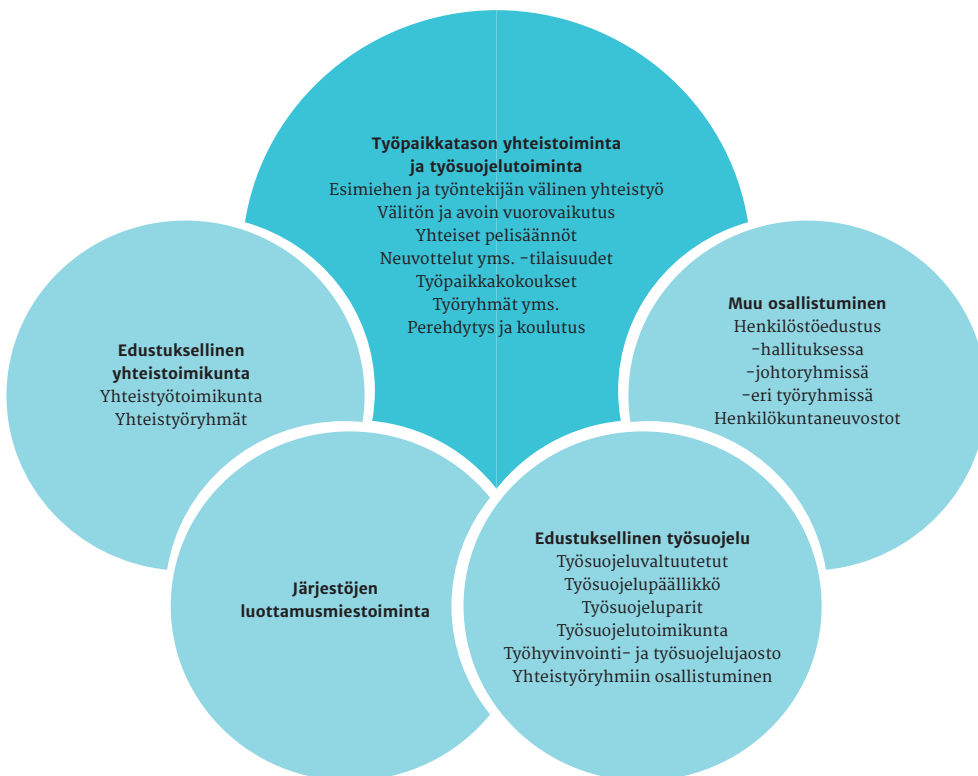 Työpaikkatason yhteistoiminta
ja työsuojelutoiminta
Esimiehen ja työntekijän välinen yhteistyö
Välitön ja avoin vuorovaikutus
Yhteiset pelisäännöt
Neuvottelut yms. -tilaisuudet
Työpaikkakokoukset
Työryhmät yms.
Perehdytys ja koulutus
Edustuksellinen
yhteistoimikunta
Yhteistyötoimikunta
Yhteistyöryhmät
Muu osallistuminen
Henkilöstöedustus
-hallituksessa
-johtoryhmissä
-eri työryhmissä
Henkilökuntaneuvostot
Järjestöjen
luottamusmiestoiminta
Edustuksellinen työsuojelu
Työsuojeluvaltuutetut
Työsuojelupäällikkö
Työsuojeluparit
Työsuojelutoimikunta
Työhyvinvointi- ja työsuojelujaosto
Yhteistyöryhmiin osallistuminen